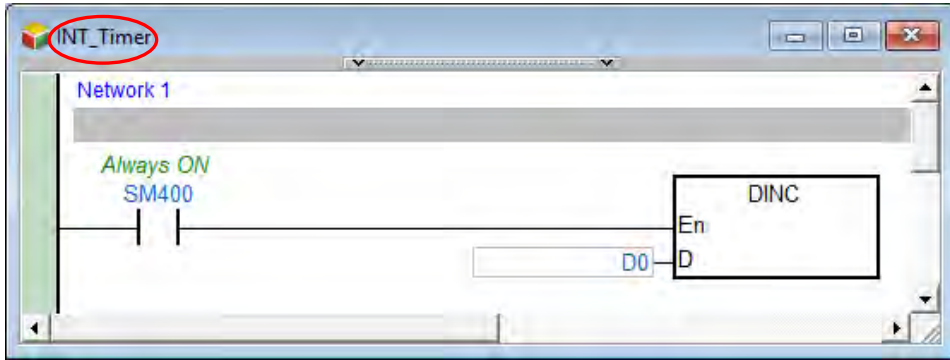 INT_Timer
Network 1
Always ON
SM400
DINC
En
D0 D